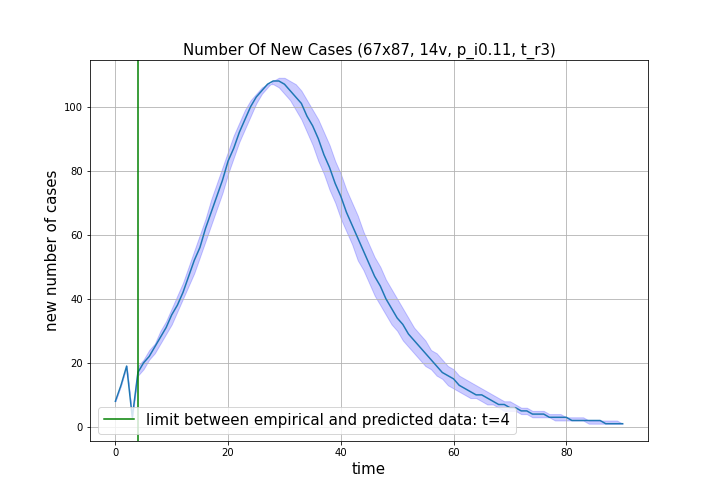 Number Of New Cases (67x87, 14v, p_i0.11, t_r3)
new number of cases
100
80
60
40
20
0
limit between empirical and predicted data: t=4
0 20 40 60 80
time